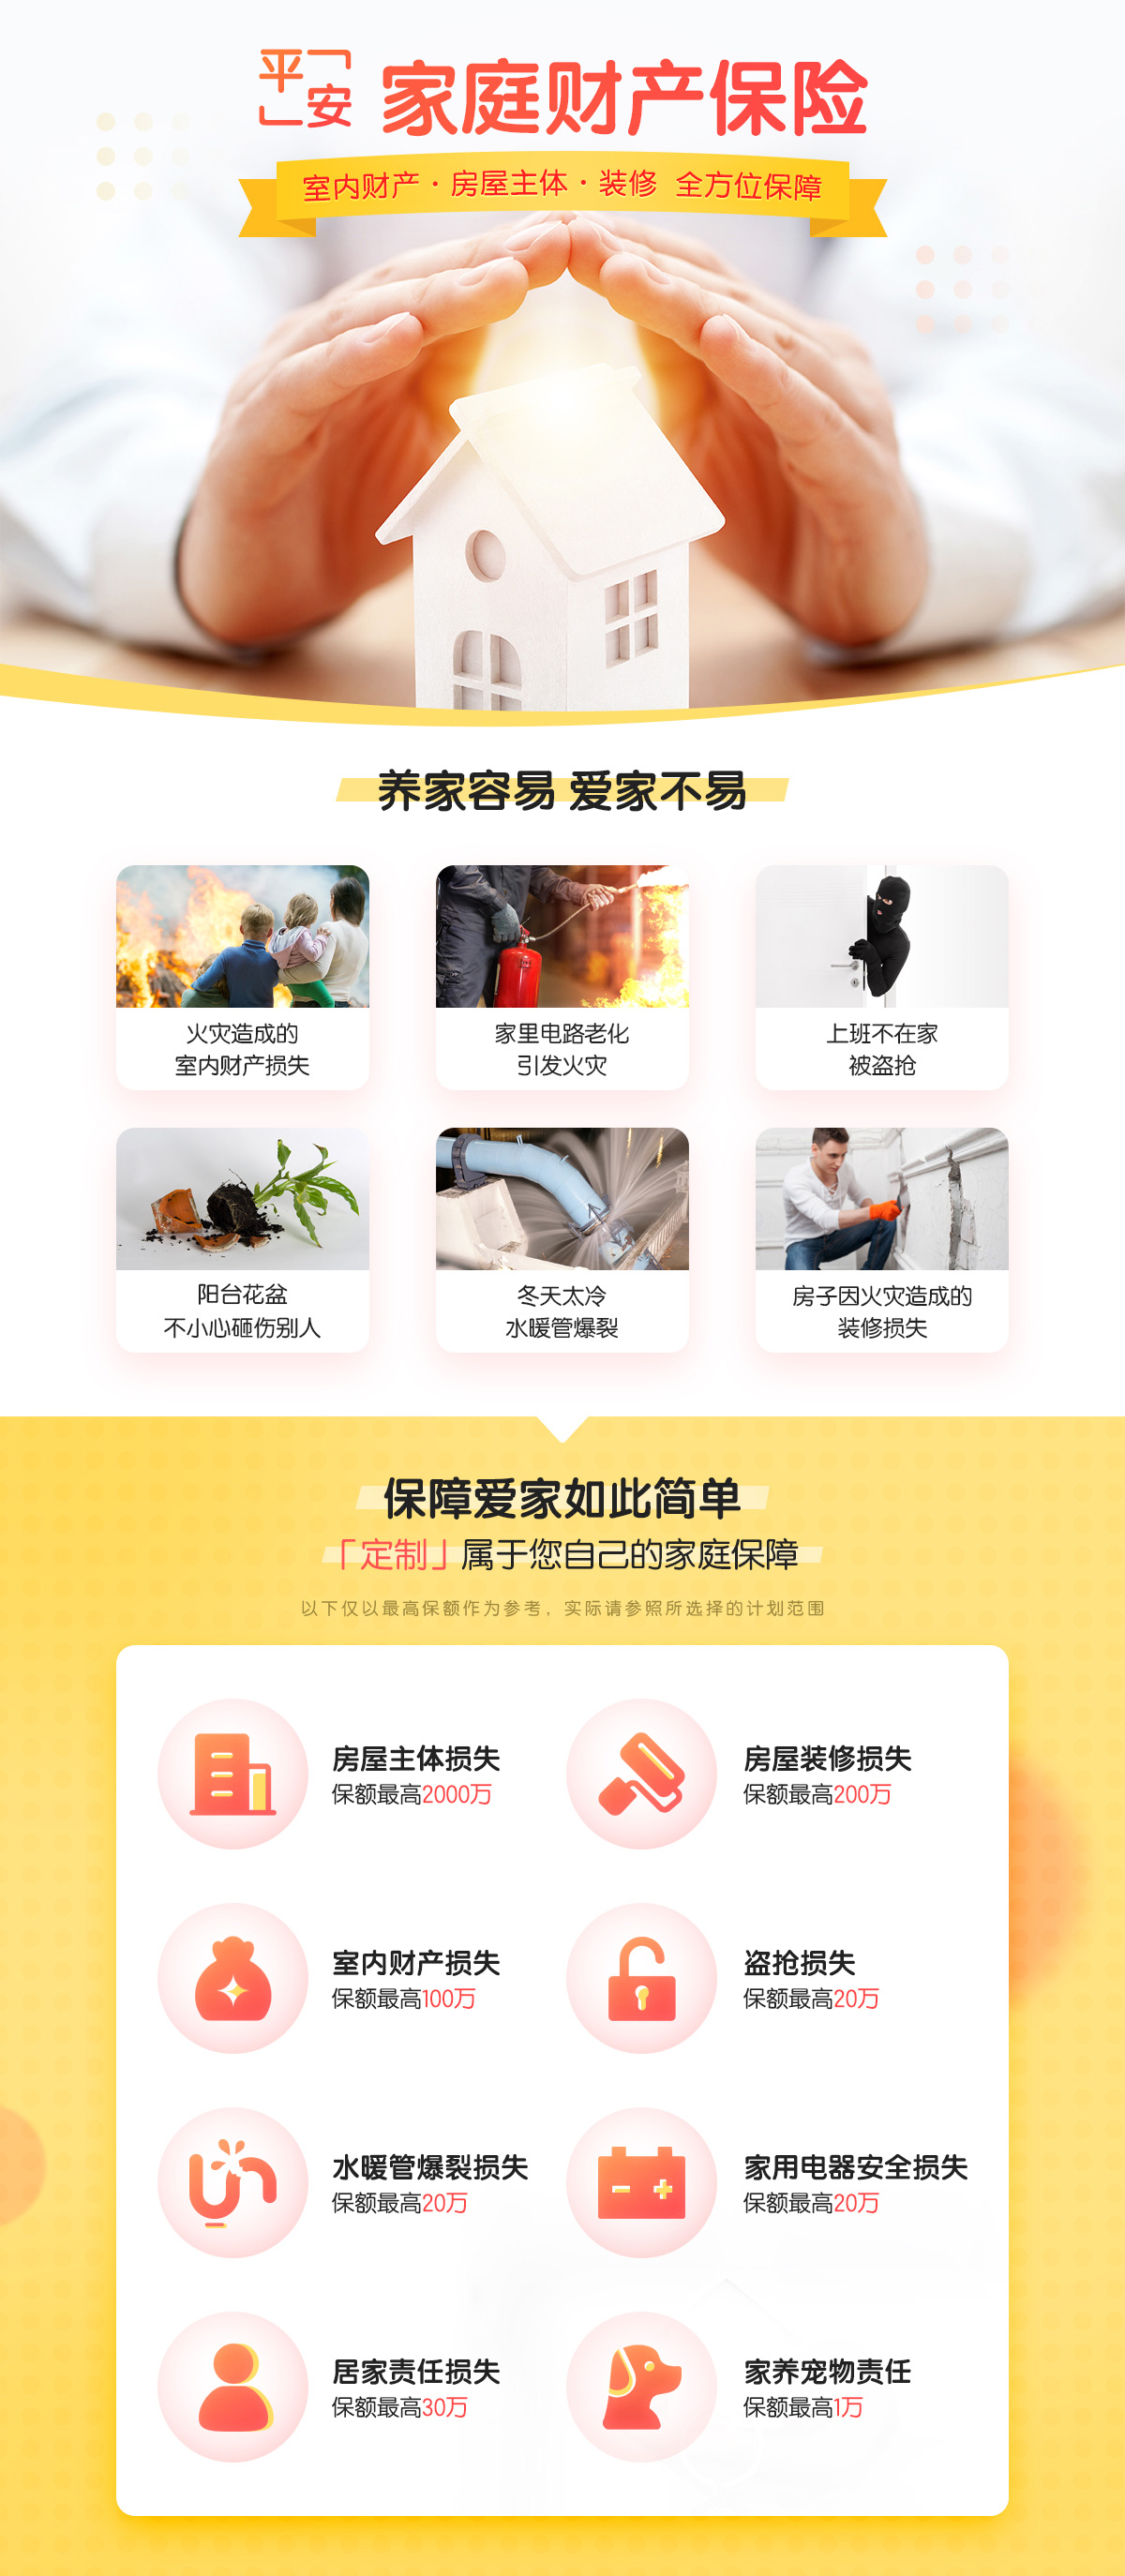 平安 家庭财产保险
室内财产·房屋主体·装修 全方位保障
养家容易 爱家不易
火灾造成的
室内财产损失
家里电路老化
引发火灾
上班不在家
被盗抢
阳台花盆
不小心砸伤别人
冬天太冷
水暖管爆裂
房子因火灾造成的
装修损失
保障爱家如此简单
「定制」属于您自己的家庭保障
以下仅以最高保额作为参考，实际请参照所选择的计划范围
房屋主体损失
保额最高2000万
房屋装修损失
保额最高200万
室内财产损失
保额最高100万
盗抢损失
保额最高20万
水暖管爆裂损失
保额最高20万
家用电器安全损失
保额最高20万
居家责任损失
保额最高30万
家养宠物责任
保额最高1万